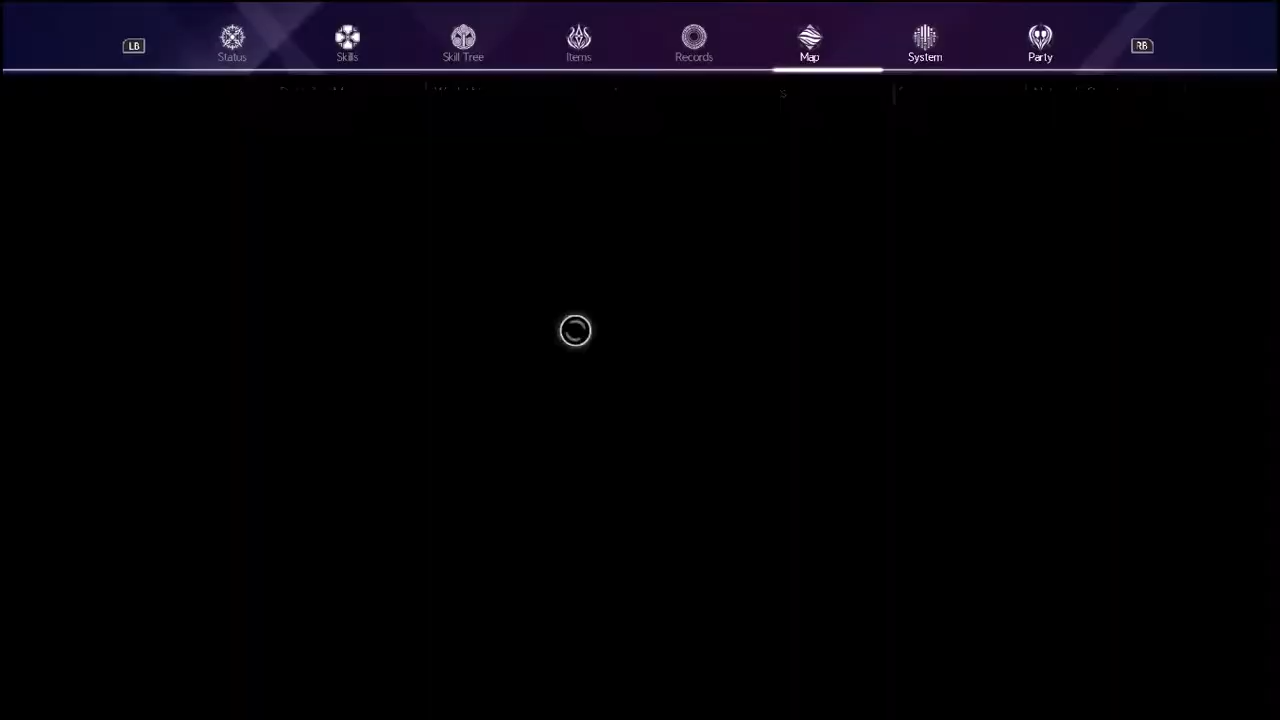 LB
Status
Skills
Skill Tree
Items
Records
Map
System
Party
RB